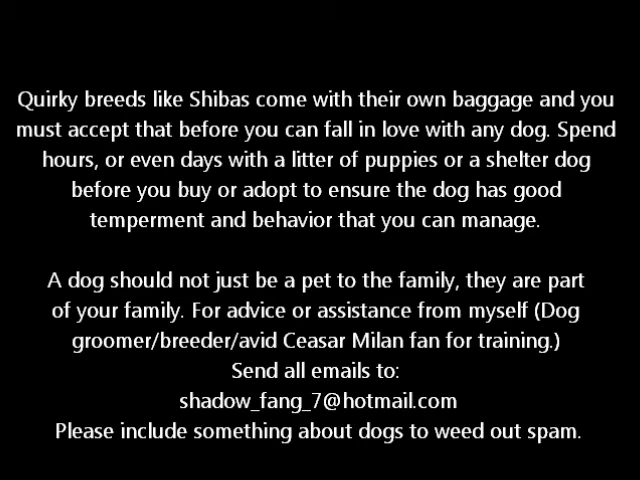 Quirky breeds like Shibas come with their own baggage and you
must accept that before you can fall in love with any dog. Spend
hours, or even days with a litter of puppies or a shelter dog
before you buy or adopt to ensure the dog has good
temperment and behavior that you can manage.

A dog should not just be a pet to the family, they are part
of your family. For advice or assistance from myself (Dog
groomer/breeder/avid Ceasar Milan fan for training.)
Send all emails to:
shadow_fang_7@hotmail.com
Please include something about dogs to weed out spam.